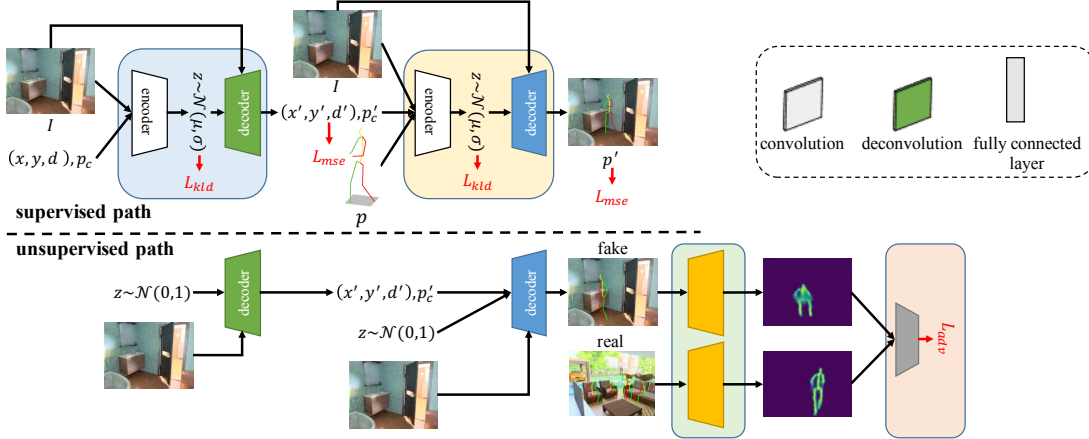 I
(x, y, d), p_c
encoder
z~𝒩(μ, σ)
L_kld
decoder
(x′, y′, d′), p′_c
L_mse
I
p
encoder
z~𝒩(μ, σ)
L_kld
decoder
p′
L_mse
convolution
deconvolution
fully connected
layer
supervised path
unsupervised path
z~𝒩(0,1)
decoder
(x′, y′, d′), p′_c
z~𝒩(0,1)
decoder
fake
real
L_adv